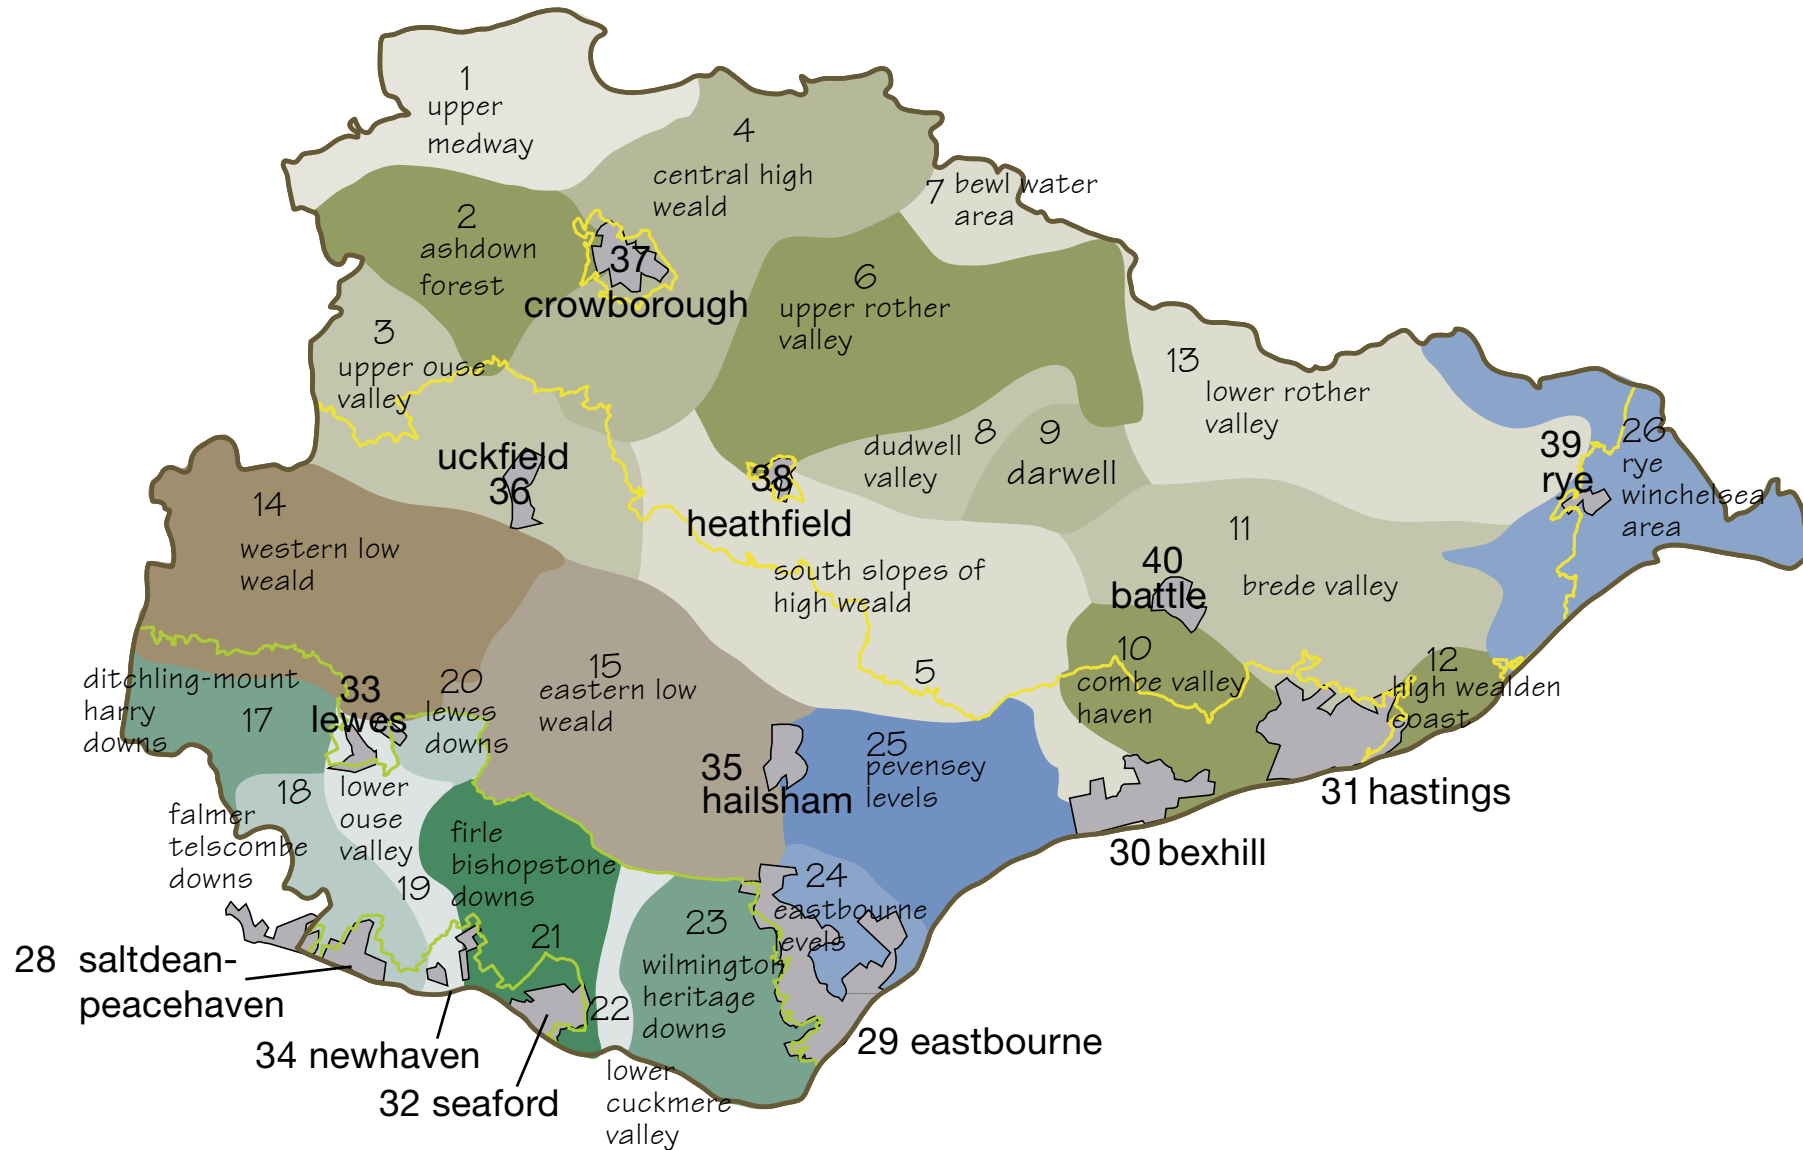 1
upper
medway
4
central high
weald
7 bewl water
area
2
ashdown
forest
37
crowborough
6
upper rother
valley
3
upper ouse
valley
13
lower rother
valley
dudwell 8
valley
9
darwell
39
rye
26
rye
winchelsea
area
uckfield
36
38
heathfield
14
western low
weald
south slopes of
high weald
5
11
brede valley
40
battle
10
combe valley
haven
12
high wealden
coast
15
eastern low
weald
ditchling-mount
harry
downs
17
33
lewes
20
lewes
downs
35
hailsham
25
pevensey
levels
31 hastings
30 bexhill
18
falmer
telscombe
downs
lower
ouse
valley
19
firle
bishopstone
downs
21
24
eastbourne
levels
23
wilmington
heritage
downs
22
28 saltdean-
peacehaven
34 newhaven
32 seaford
29 eastbourne
lower
cuckmere
valley